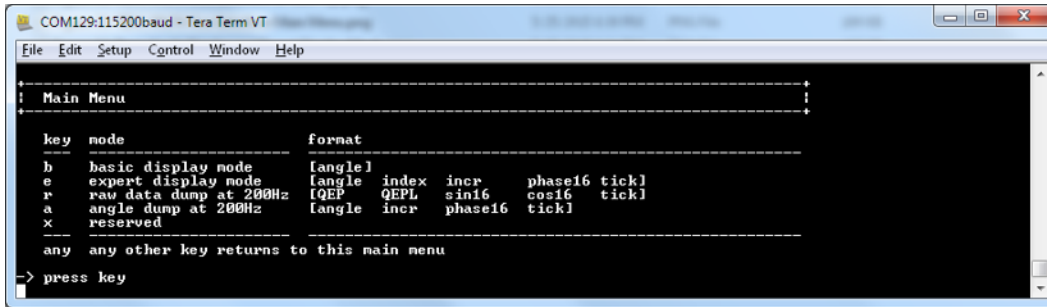 COM129:115200baud - Tera Term VT
File Edit Setup Control Window Help
Main Menu
key mode format
b basic display mode [angle]
e expert display mode [angle index incr phase16 tick]
r raw data dump at 200Hz [QEP QEPL sin16 cos16 tick]
a angle dump at 200Hz [angle incr phase16 tick]
x reserved
any any other key returns to this main menu
-> press key